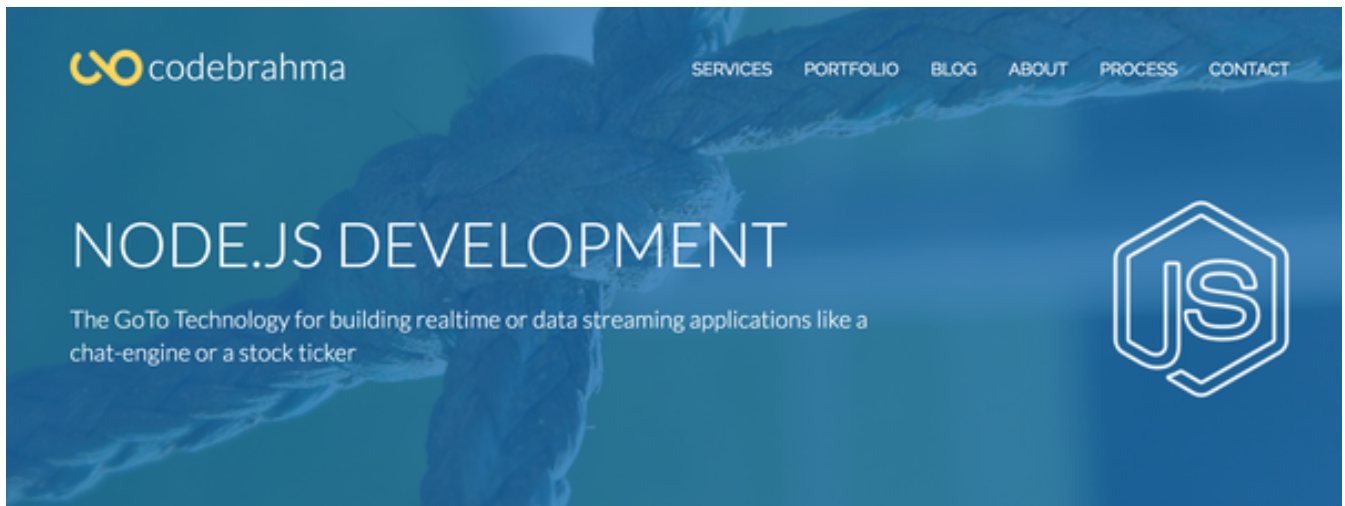 codebrahma
SERVICES PORTFOLIO BLOG ABOUT PROCESS CONTACT
NODE.JS DEVELOPMENT
The GoTo Technology for building realtime or data streaming applications like a
chat-engine or a stock ticker
JS